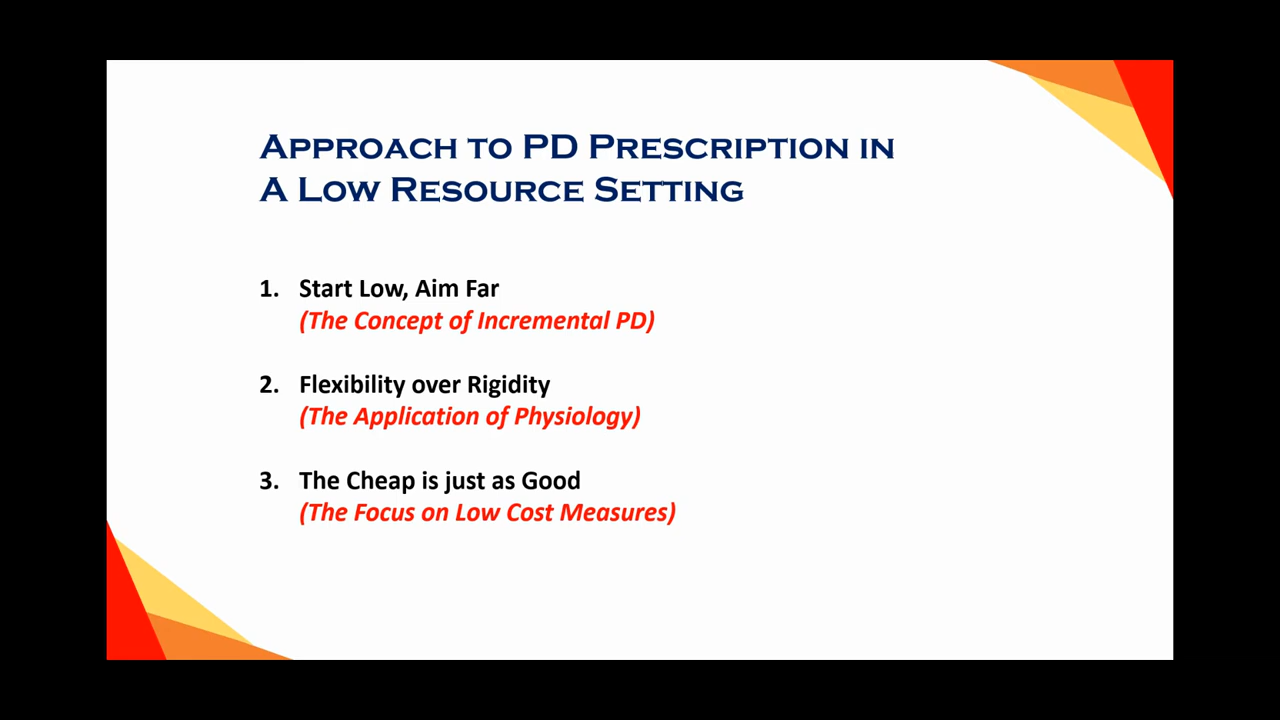 Approach to PD Prescription in
A Low Resource Setting
1. Start Low, Aim Far
(The Concept of Incremental PD)
2. Flexibility over Rigidity
(The Application of Physiology)
3. The Cheap is just as Good
(The Focus on Low Cost Measures)